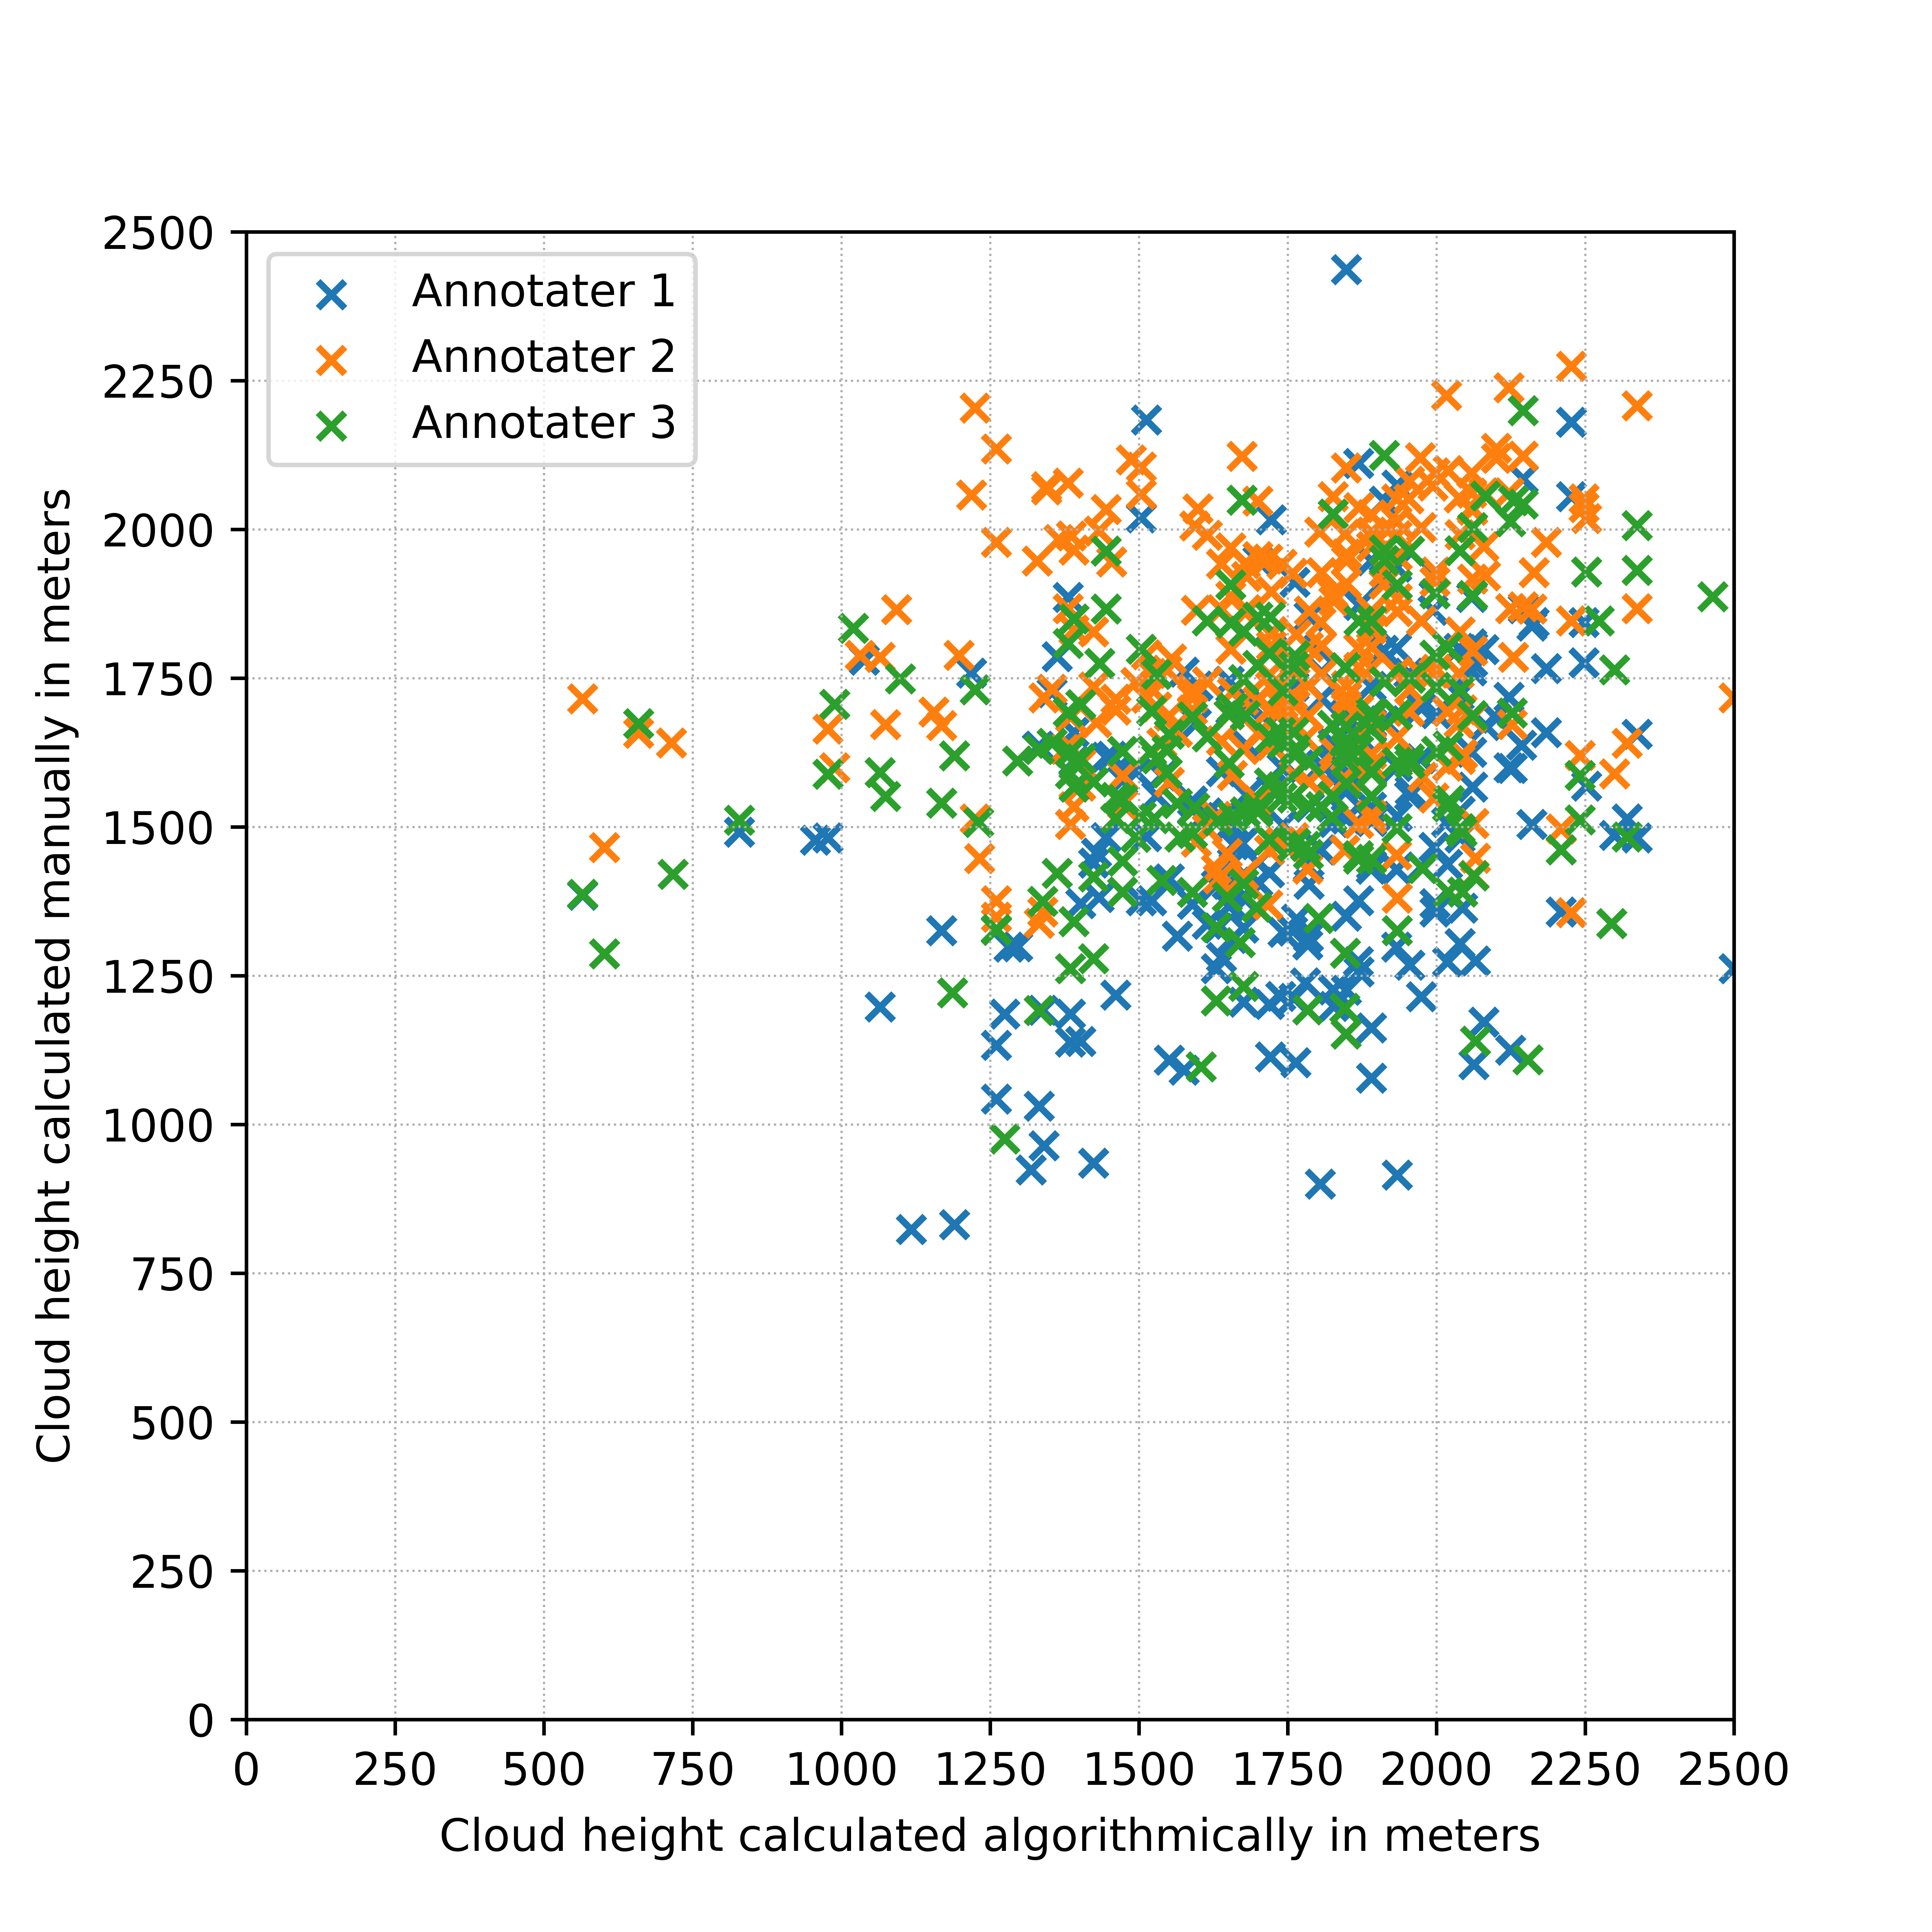 2500
2250
2000
1750
1500
1250
1000
750
500
250
0
Annotater 1
Annotater 2
Annotater 3
Cloud height calculated manually in meters
0 250 500 750 1000 1250 1500 1750 2000 2250 2500
Cloud height calculated algorithmically in meters